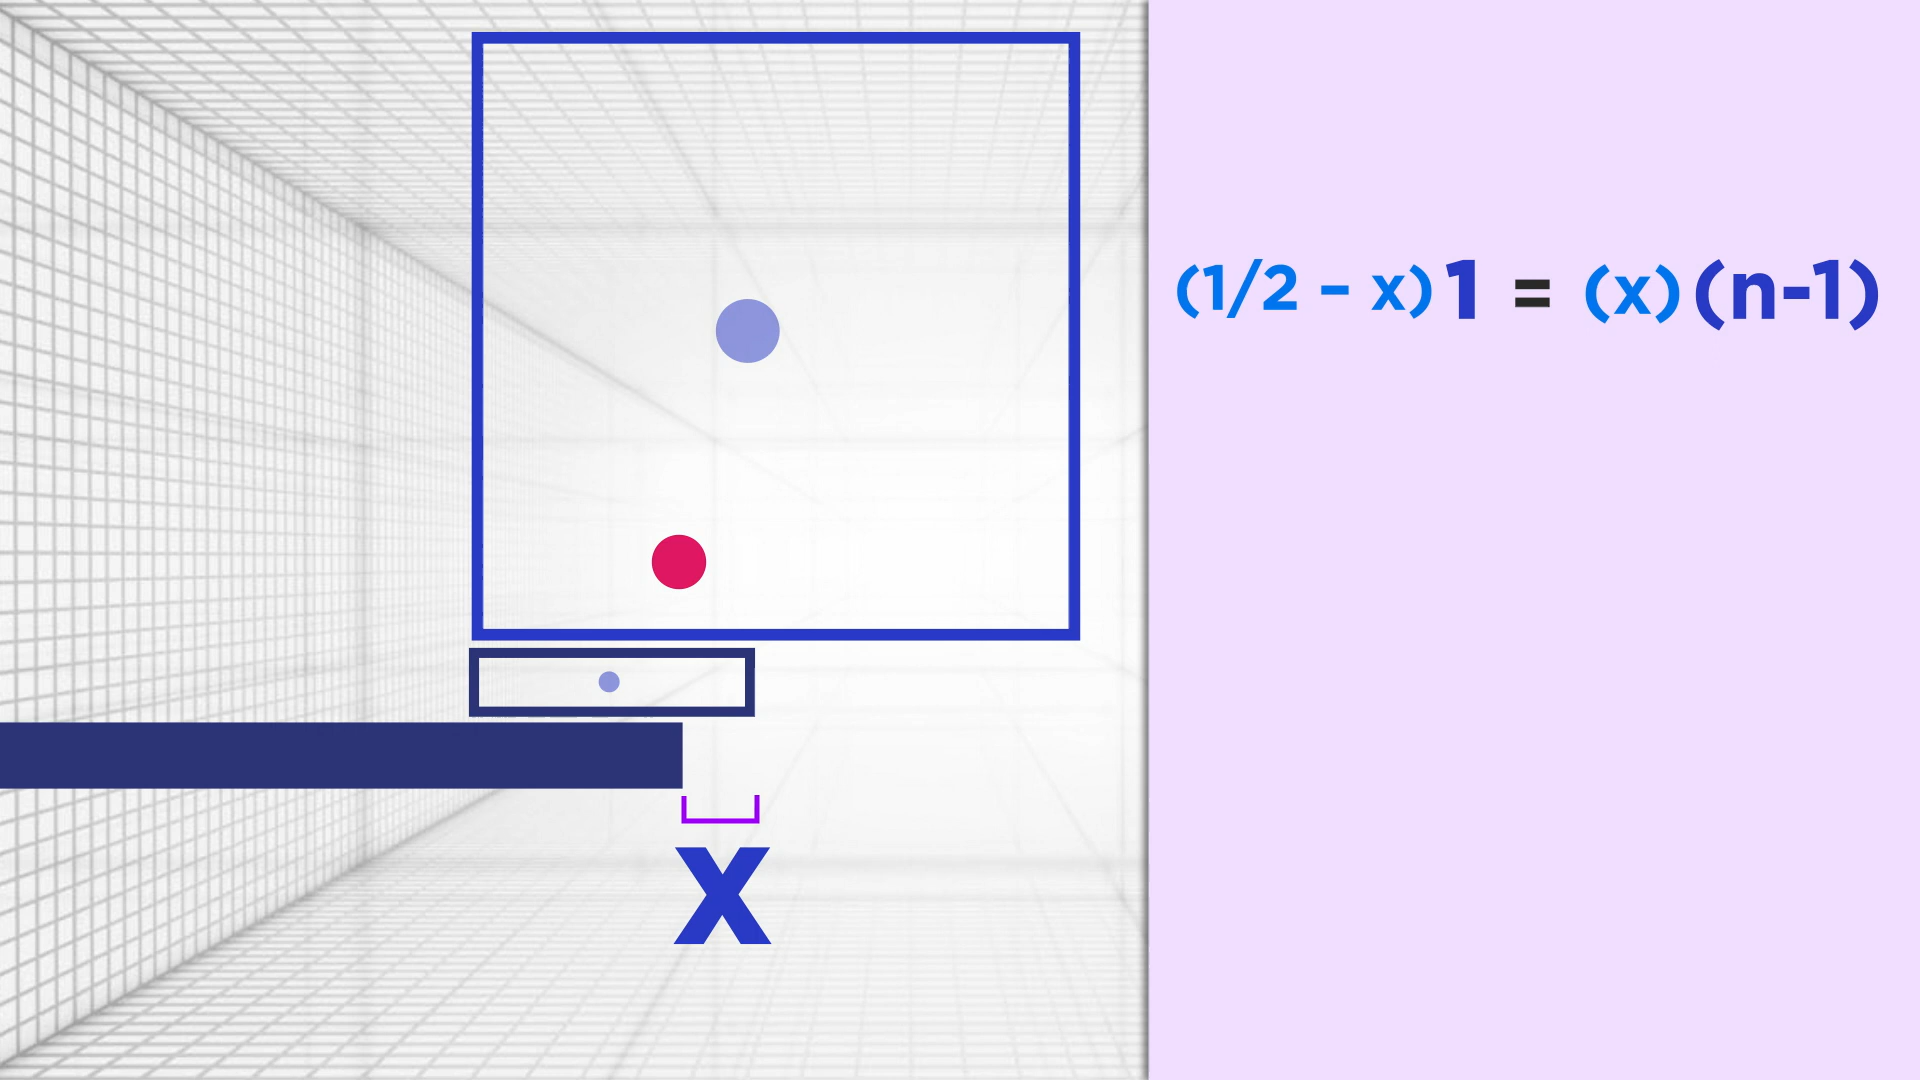 (1/2 - x)1 = (x)(n-1)
x